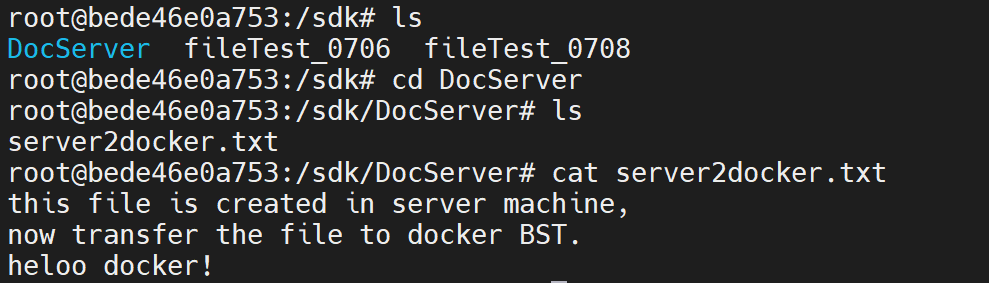 root@bede46e0a753:/sdk# ls
DocServer  fileTest_0706  fileTest_0708
root@bede46e0a753:/sdk# cd DocServer
root@bede46e0a753:/sdk/DocServer# ls
server2docker.txt
root@bede46e0a753:/sdk/DocServer# cat server2docker.txt
this file is created in server machine,
now transfer the file to docker BST.
heloo docker!